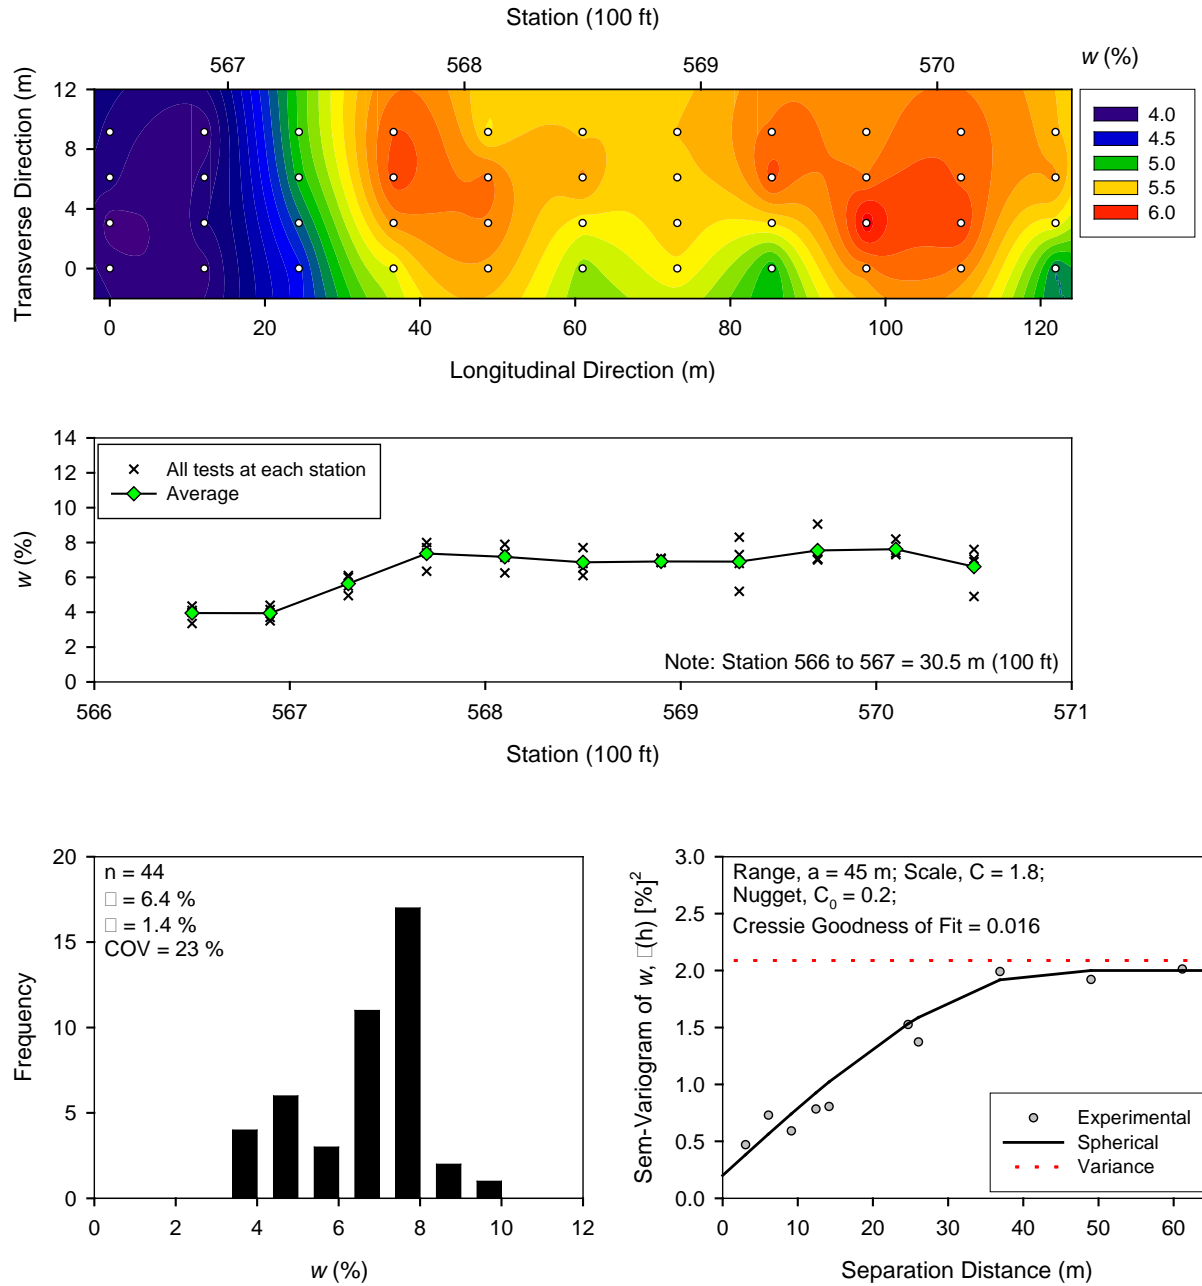 Station (100 ft)
567 568 569 570
w (%)
Transverse Direction (m)
12
8
4
0
4.0
4.5
5.0
5.5
6.0
0 20 40 60 80 100 120
Longitudinal Direction (m)
w (%)
14
12
10
8
6
4
2
0
All tests at each station
Average
Note: Station 566 to 567 = 30.5 m (100 ft)
566 567 568 569 570 571
Station (100 ft)
Frequency
20
15
10
5
0
n = 44
□ = 6.4 %
□ = 1.4 %
COV = 23 %
0 2 4 6 8 10 12
w (%)
Sem-Variogram of w, □(h) [%]²
3.0
2.5
2.0
1.5
1.0
0.5
0.0
Range, a = 45 m; Scale, C = 1.8;
Nugget, C₀ = 0.2;
Cressie Goodness of Fit = 0.016
Experimental
Spherical
Variance
0 10 20 30 40 50 60
Separation Distance (m)